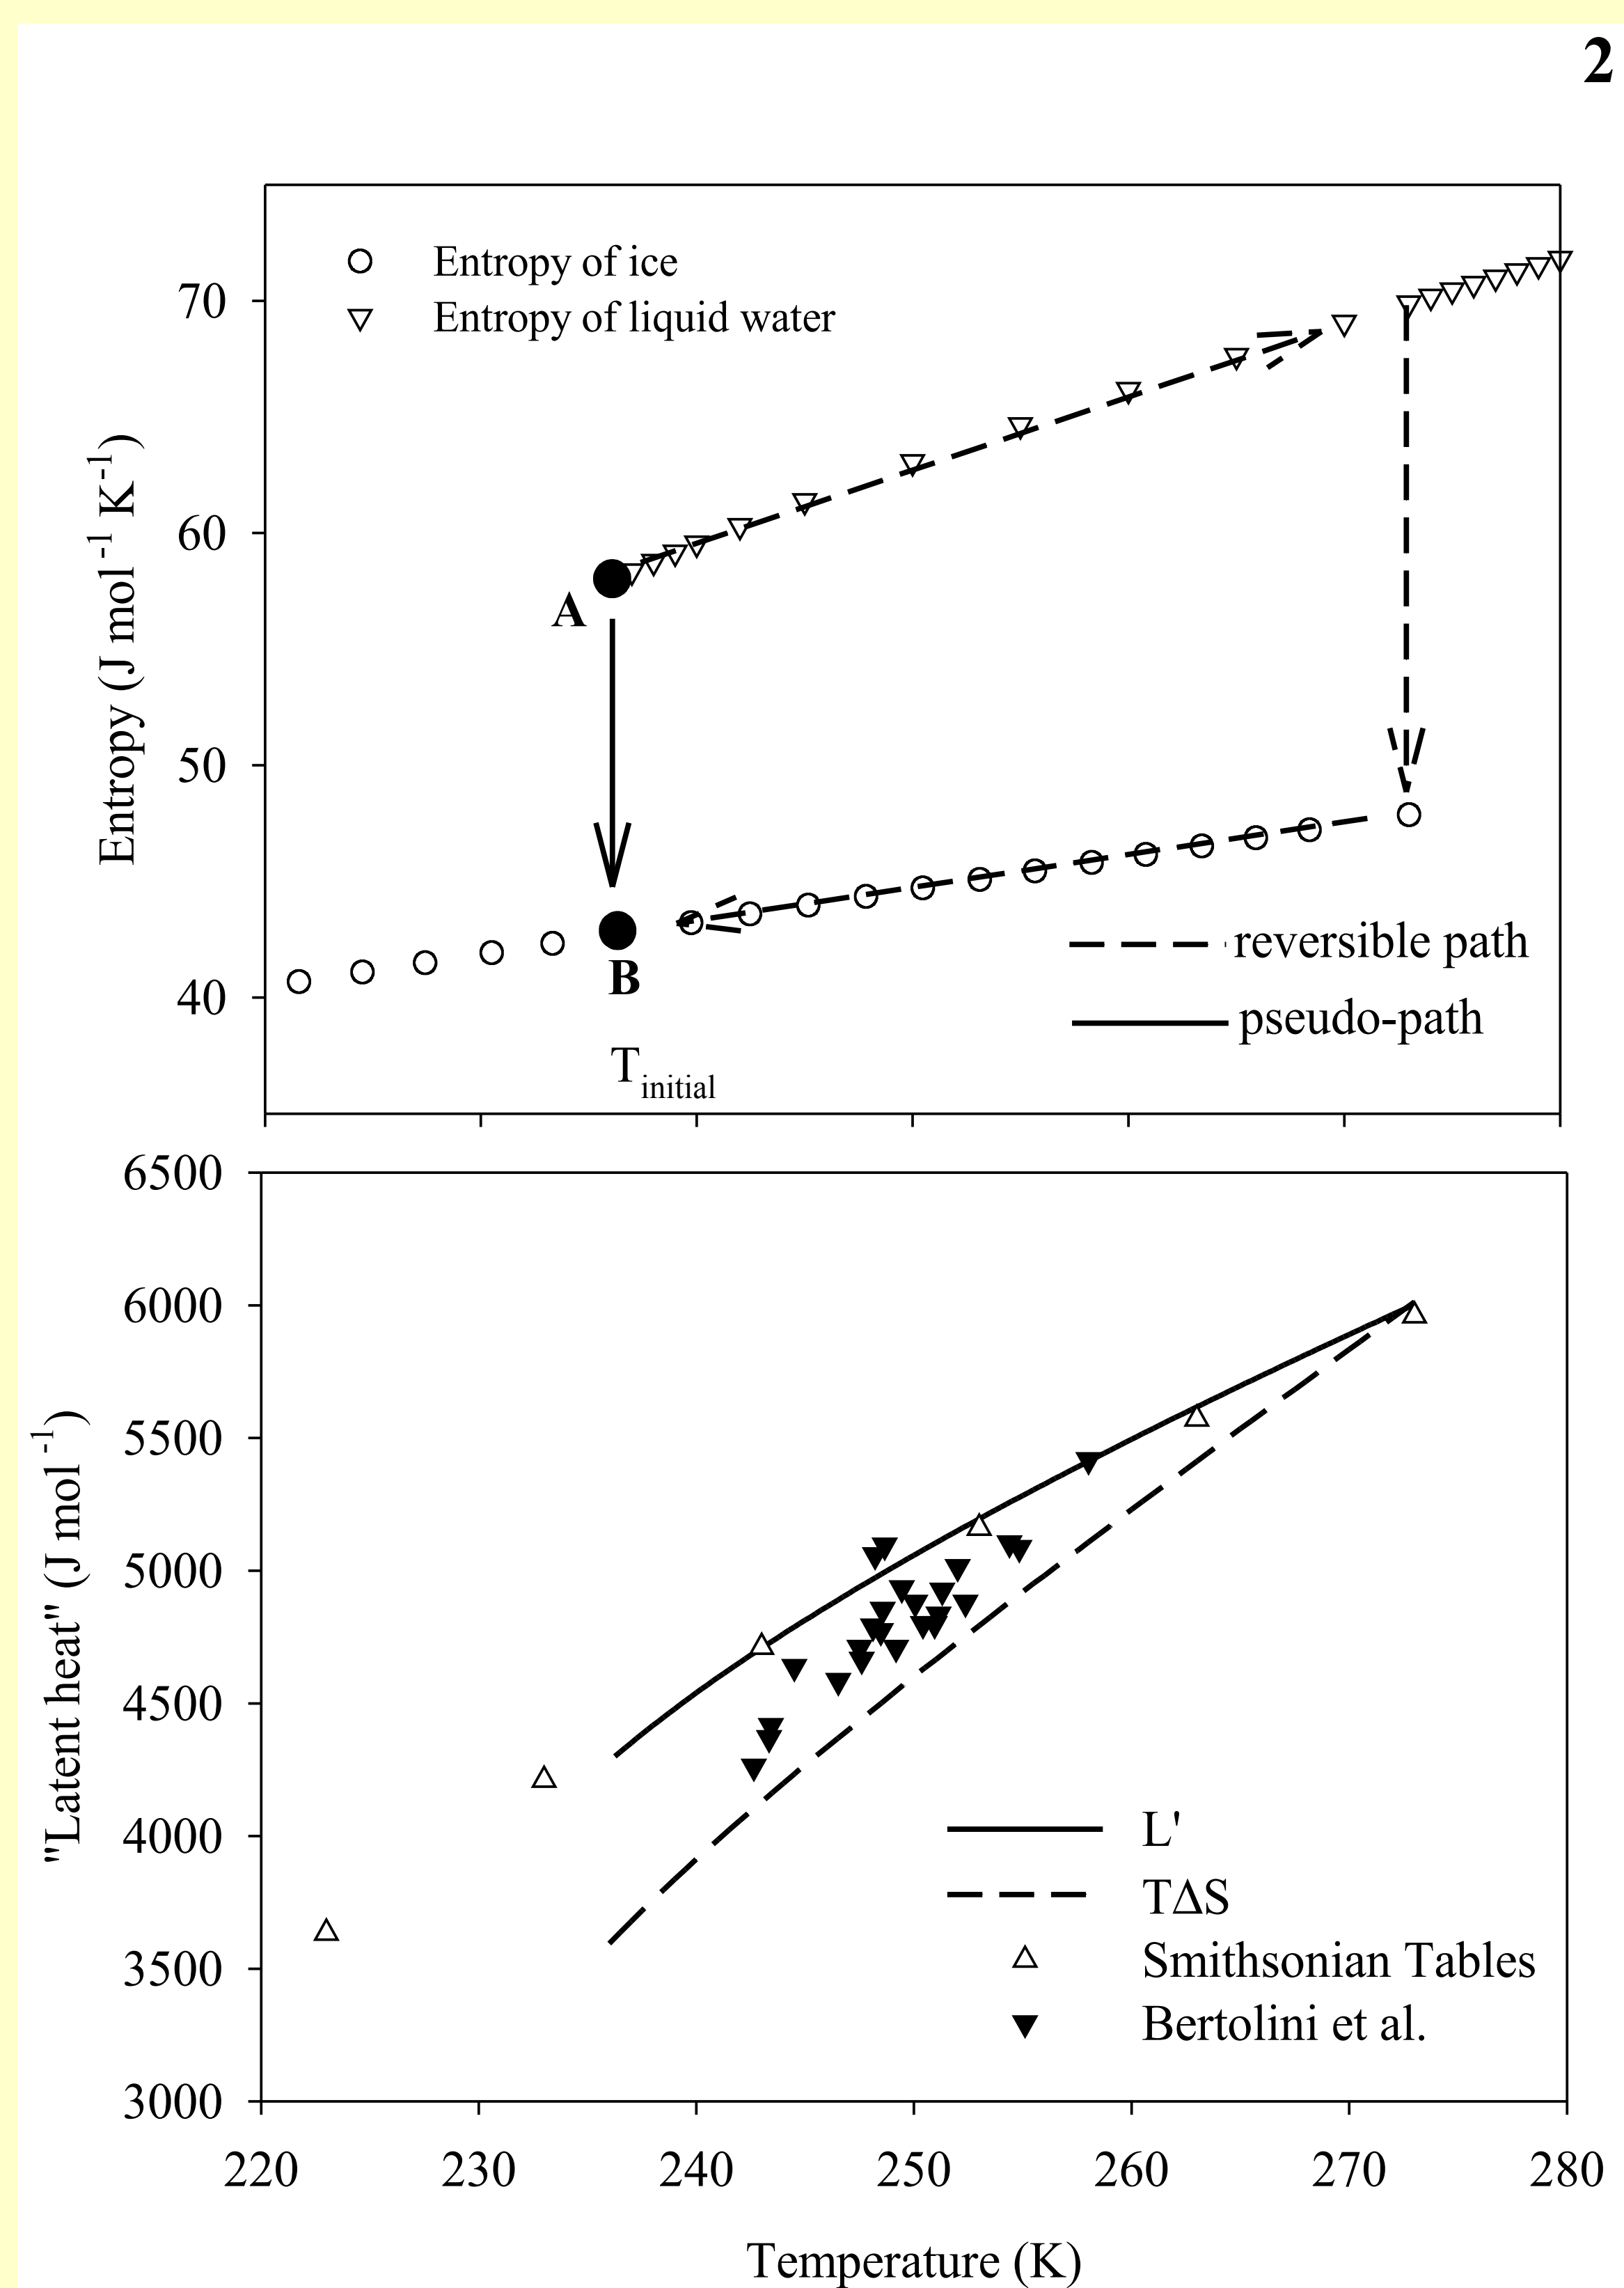 2
Entropy of ice
Entropy of liquid water
70
60
50
40
Entropy (J mol⁻¹ K⁻¹)
A
B
T_initial
reversible path
pseudo-path
6500
6000
5500
5000
4500
4000
3500
3000
"Latent heat" (J mol⁻¹)
L'
TΔS
Smithsonian Tables
Bertolini et al.
220 230 240 250 260 270 280
Temperature (K)